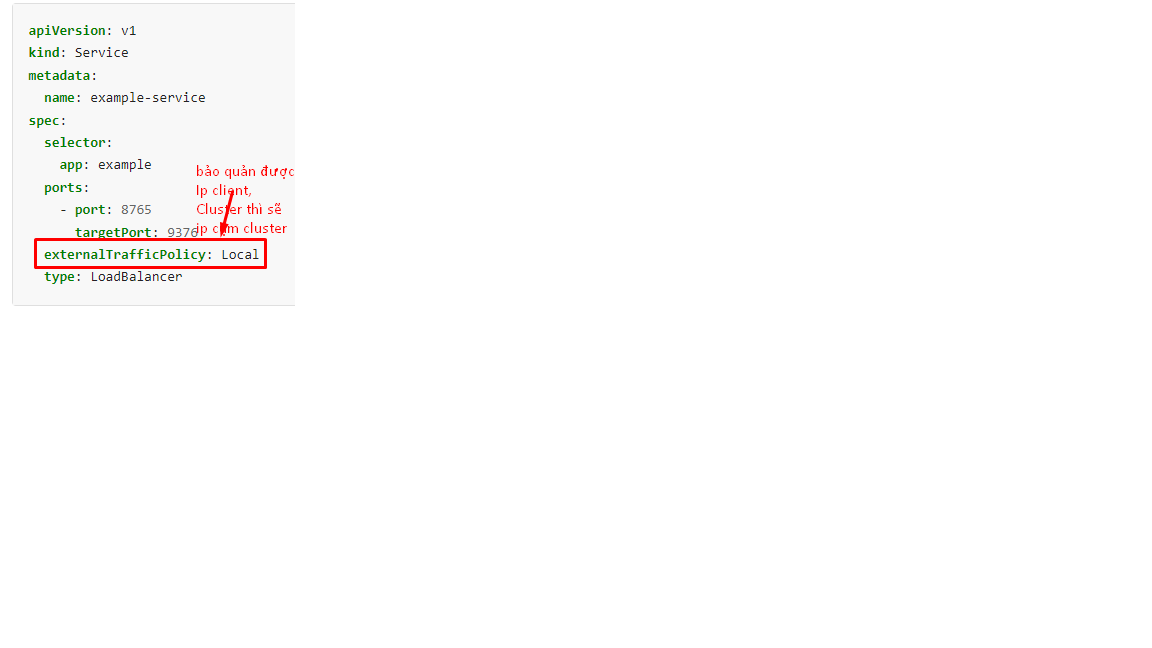 apiVersion: v1
kind: Service
metadata:
  name: example-service
spec:
  selector:
    app: example
  ports:
    - port: 8765
      targetPort: 9376
  externalTrafficPolicy: Local
  type: LoadBalancer
bảo quản được
Ip client,
Cluster thì sẽ
ip cụm cluster